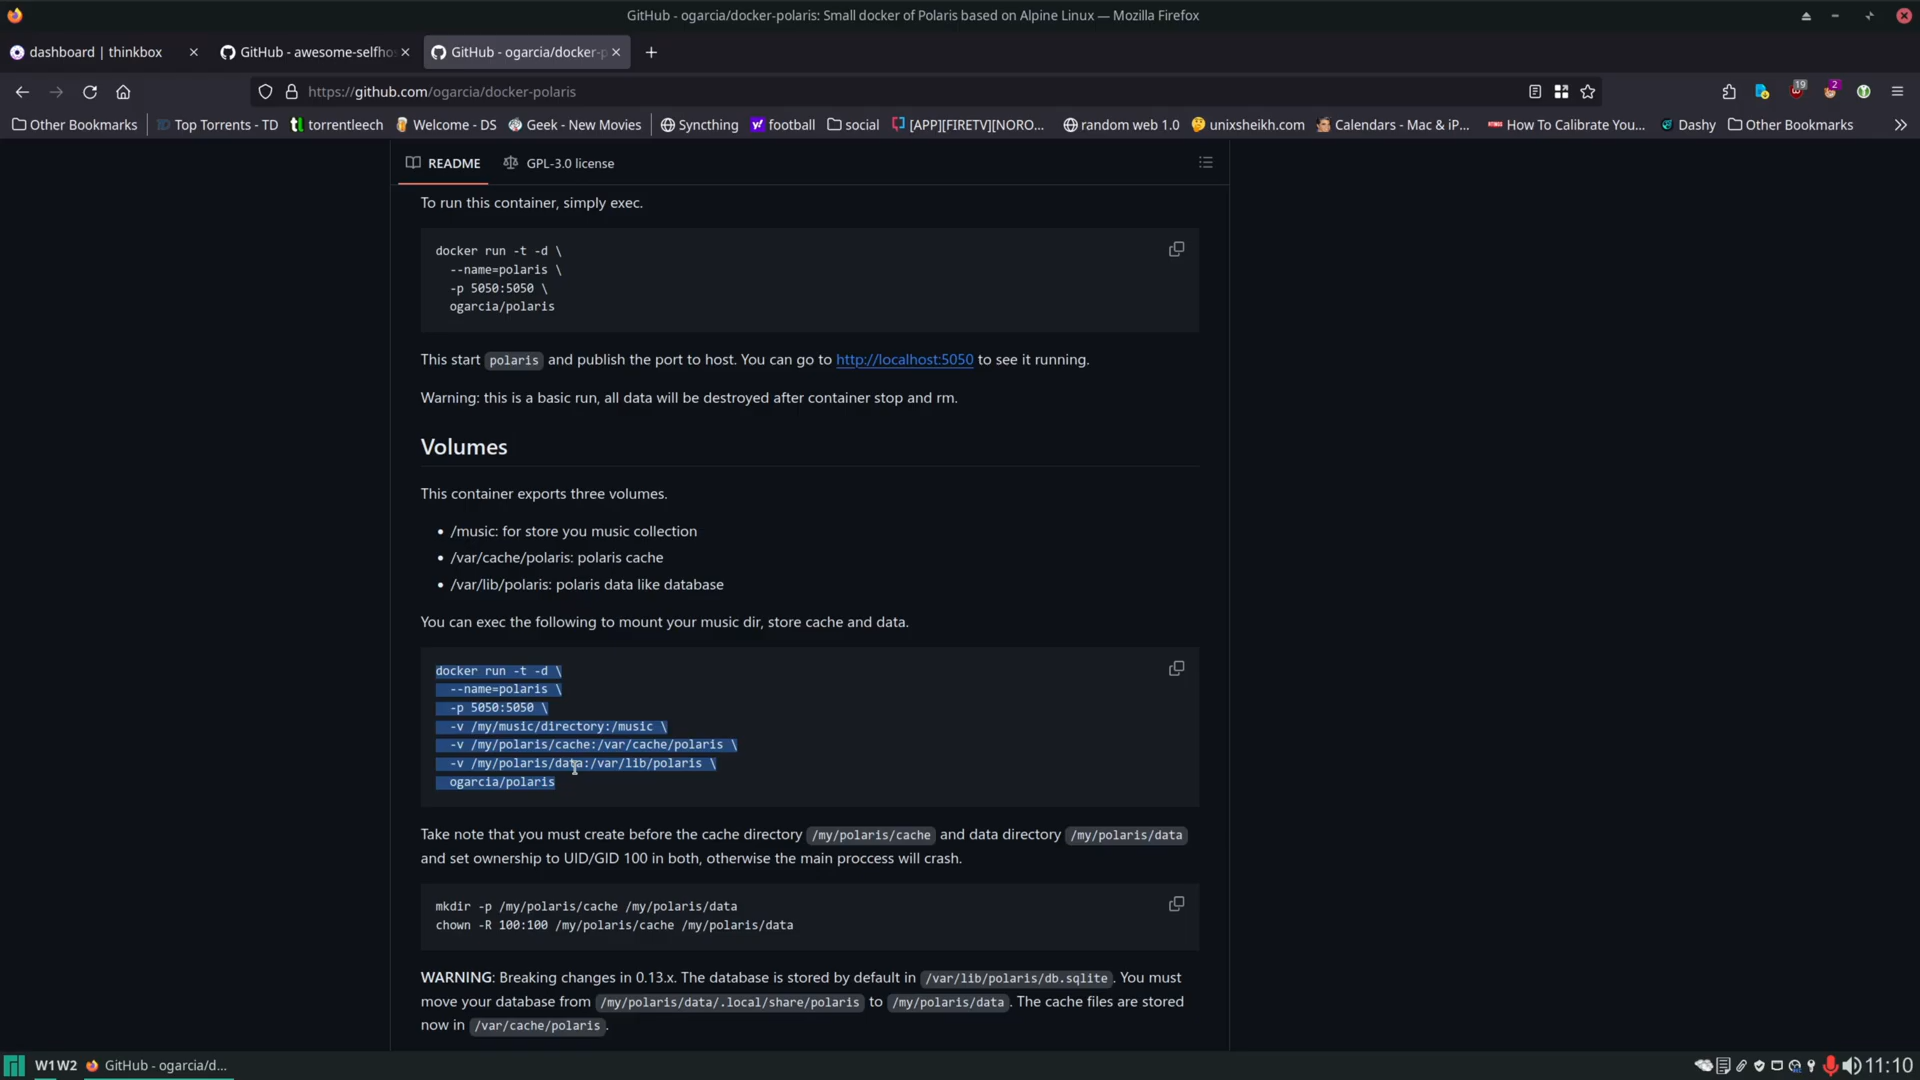 GitHub - ogarcia/docker-polaris: Small docker of Polaris based on Alpine Linux — Mozilla Firefox
dashboard | thinkbox
GitHub - awesome-selfho
GitHub - ogarcia/docker-p
https://github.com/ogarcia/docker-polaris
19
2
Other Bookmarks
Top Torrents - TD
torrentleech
Welcome - DS
Geek - New Movies
Syncthing
football
social
[APP][FIRETV][NORO...
random web 1.0
unixsheikh.com
Calendars - Mac & iP...
How To Calibrate You...
Dashy
Other Bookmarks
README
GPL-3.0 license
To run this container, simply exec.
docker run -t -d \
--name=polaris \
-p 5050:5050 \
ogarcia/polaris
This start polaris and publish the port to host. You can go to http://localhost:5050 to see it running.
Warning: this is a basic run, all data will be destroyed after container stop and rm.
Volumes
This container exports three volumes.
• /music: for store you music collection
• /var/cache/polaris: polaris cache
• /var/lib/polaris: polaris data like database
You can exec the following to mount your music dir, store cache and data.
docker run -t -d \
--name=polaris \
-p 5050:5050 \
-v /my/music/directory:/music \
-v /my/polaris/cache:/var/cache/polaris \
-v /my/polaris/data:/var/lib/polaris \
ogarcia/polaris
Take note that you must create before the cache directory /my/polaris/cache and data directory /my/polaris/data
and set ownership to UID/GID 100 in both, otherwise the main proccess will crash.
mkdir -p /my/polaris/cache /my/polaris/data
chown -R 100:100 /my/polaris/cache /my/polaris/data
WARNING: Breaking changes in 0.13.x. The database is stored by default in /var/lib/polaris/db.sqlite. You must
move your database from /my/polaris/data/.local/share/polaris to /my/polaris/data. The cache files are stored
now in /var/cache/polaris.
W1W2
GitHub - ogarcia/d...
11:10